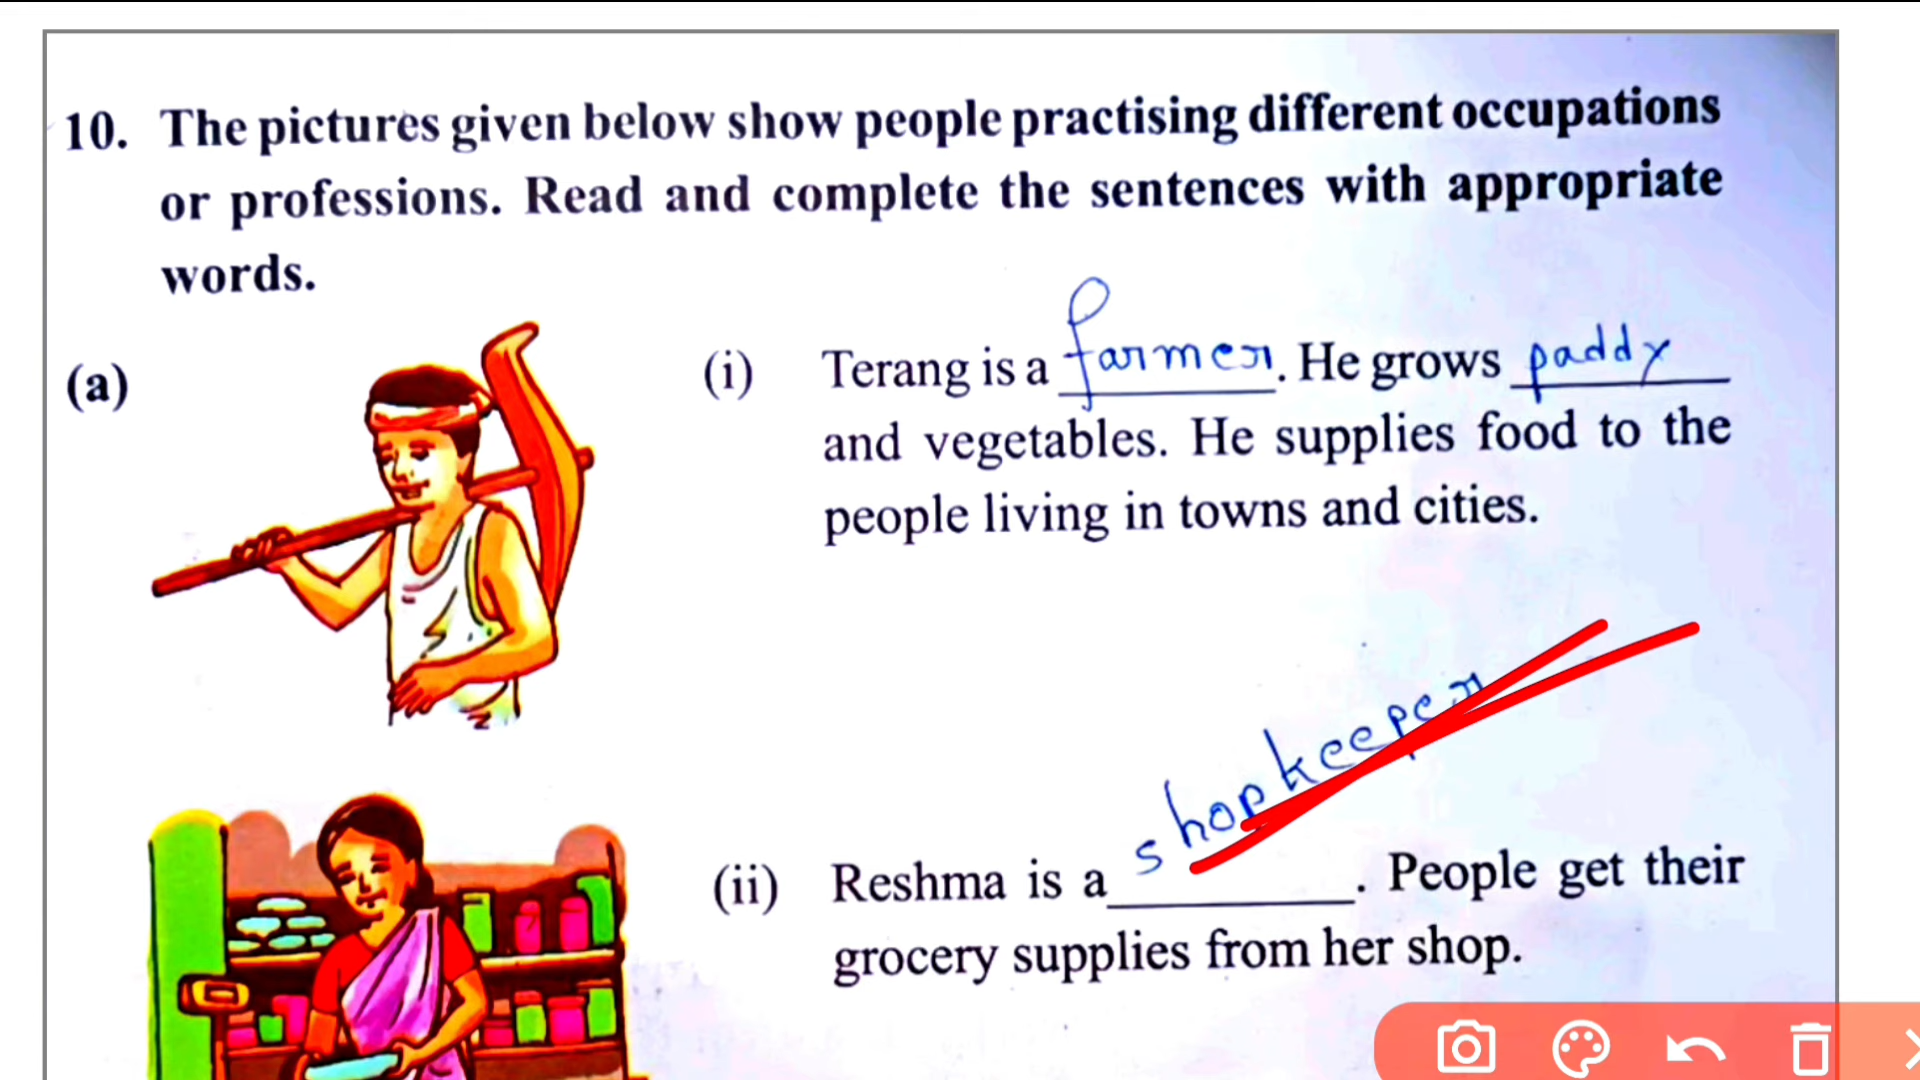 10. The pictures given below show people practising different occupations
or professions. Read and complete the sentences with appropriate
words.
(a)
(i) Terang is a farmer. He grows paddy
and vegetables. He supplies food to the
people living in towns and cities.
shopkeeper
(ii) Reshma is a ______. People get their
grocery supplies from her shop.